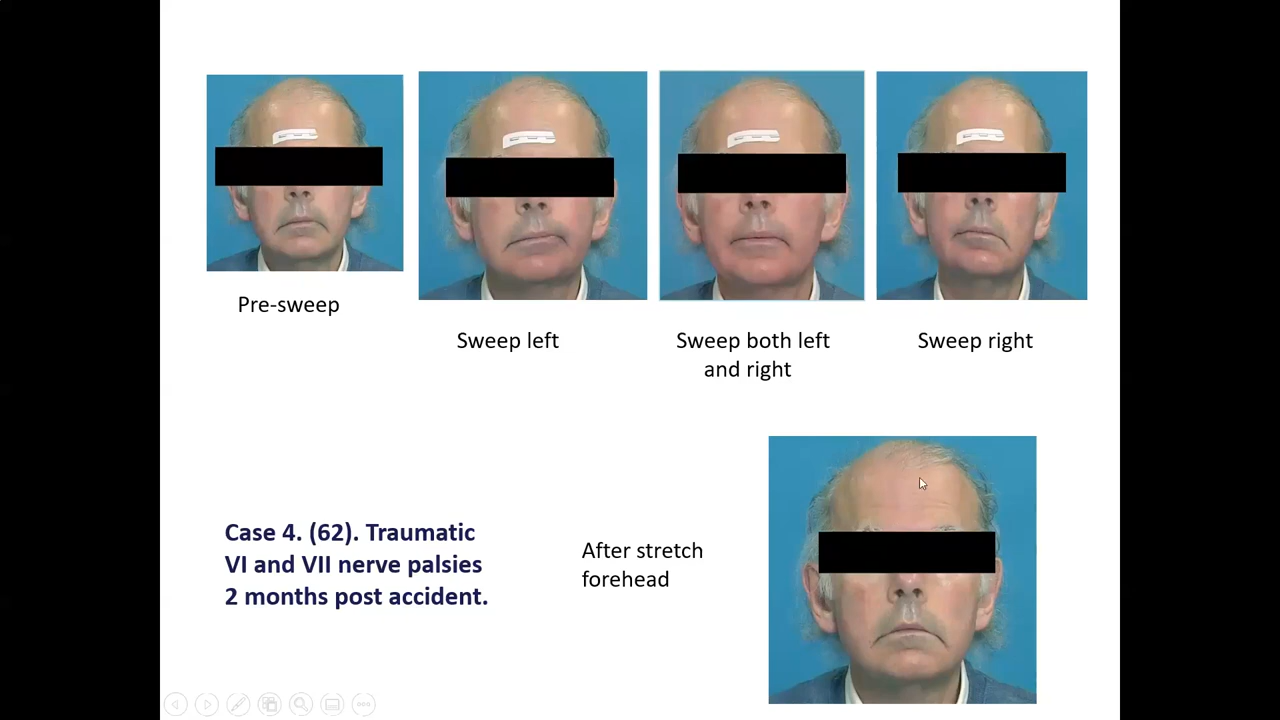 Pre-sweep
Sweep left
Sweep both left
and right
Sweep right
Case 4. (62). Traumatic
VI and VII nerve palsies
2 months post accident.
After stretch
forehead